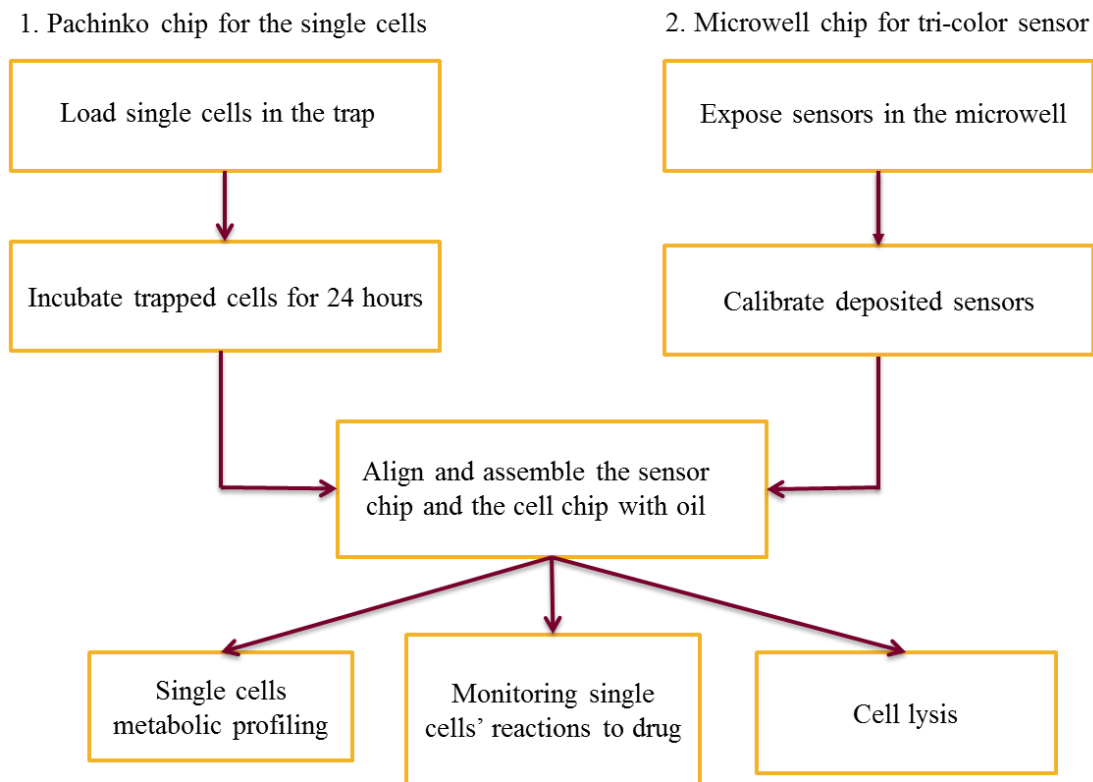 1. Pachinko chip for the single cells
2. Microwell chip for tri-color sensor
Load single cells in the trap
Expose sensors in the microwell
Incubate trapped cells for 24 hours
Calibrate deposited sensors
Align and assemble the sensor
chip and the cell chip with oil
Single cells
metabolic profiling
Monitoring single
cells’ reactions to drug
Cell lysis